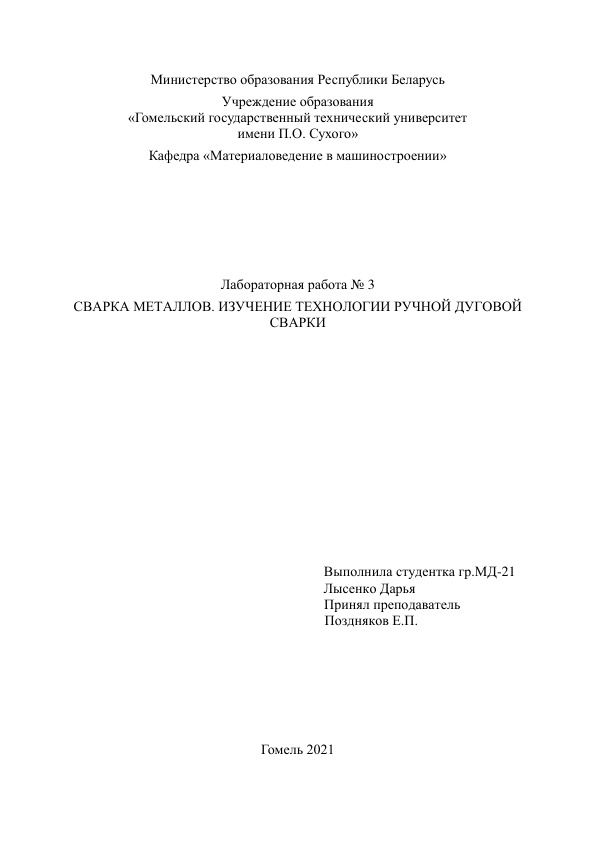 Министерство образования Республики Беларусь
Учреждение образования
«Гомельский государственный технический университет
имени П.О. Сухого»
Кафедра «Материаловедение в машиностроении»
Лабораторная работа № 3
СВАРКА МЕТАЛЛОВ. ИЗУЧЕНИЕ ТЕХНОЛОГИИ РУЧНОЙ ДУГОВОЙ
СВАРКИ
Выполнила студентка гр.МД-21
Лысенко Дарья
Принял преподаватель
Поздняков Е.П.
Гомель 2021